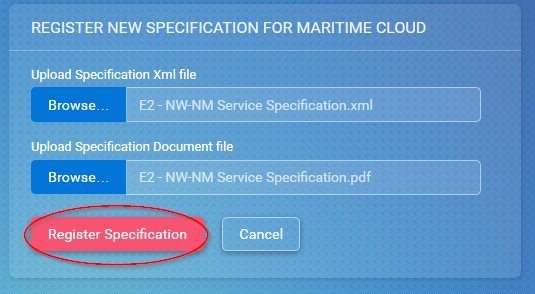 REGISTER NEW SPECIFICATION FOR MARITIME CLOUD
Upload Specification Xml file
Browse... E2 - NW-NM Service Specification.xml
Upload Specification Document file
Browse... E2 - NW-NM Service Specification.pdf
Register Specification Cancel